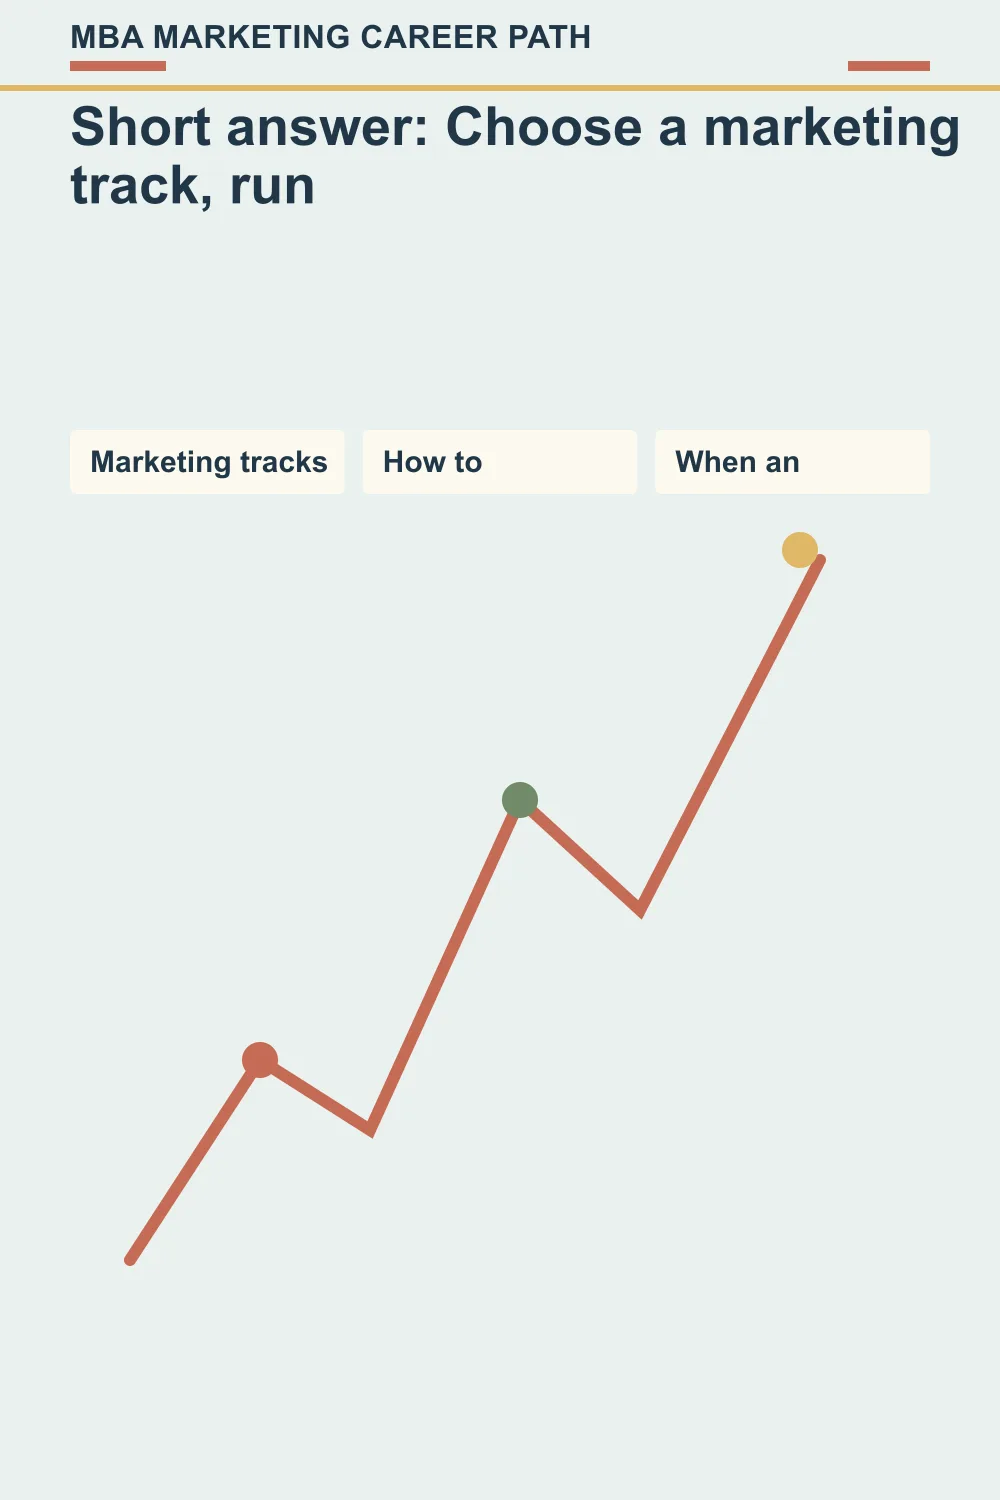 MBA MARKETING CAREER PATH
Short answer: Choose a marketing
track, run
Marketing tracks
How to
When an